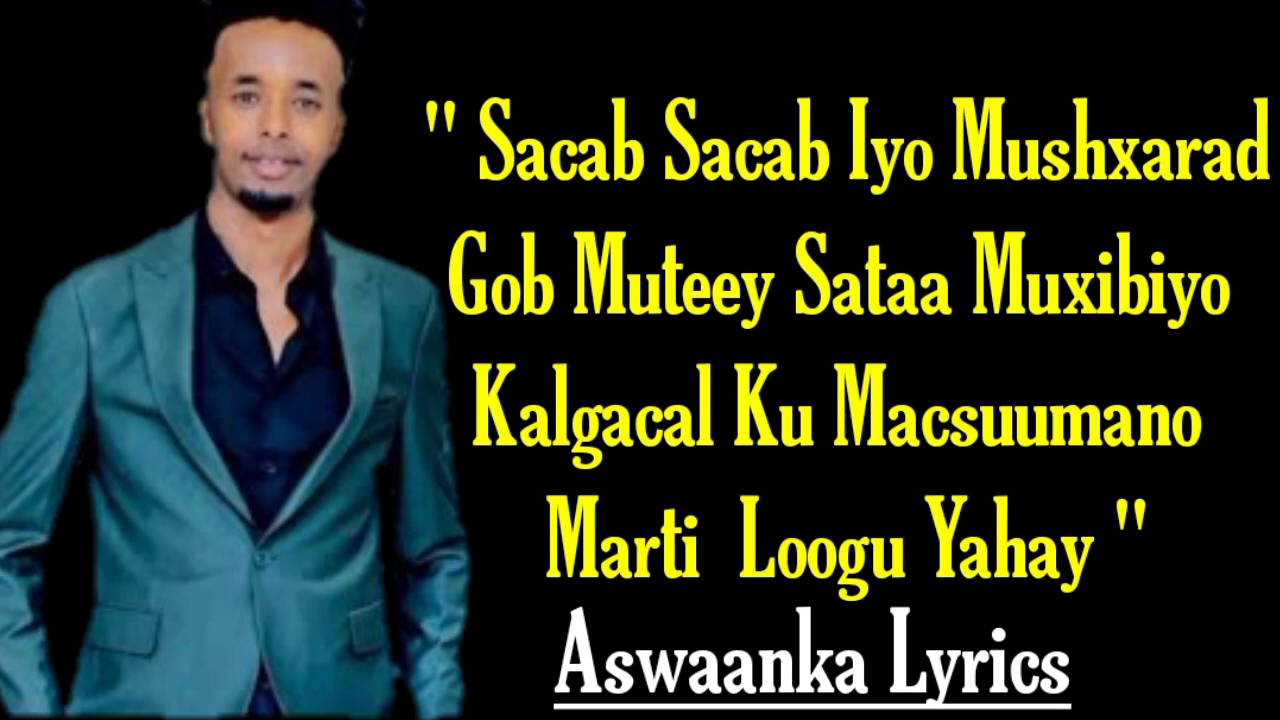 " Sacab Sacab Iyo Mushxarad
Gob Muteey Sataa Muxibiyo
Kalgacal Ku Macsuumano
Marti Loogu Yahay "
Aswaanka Lyrics